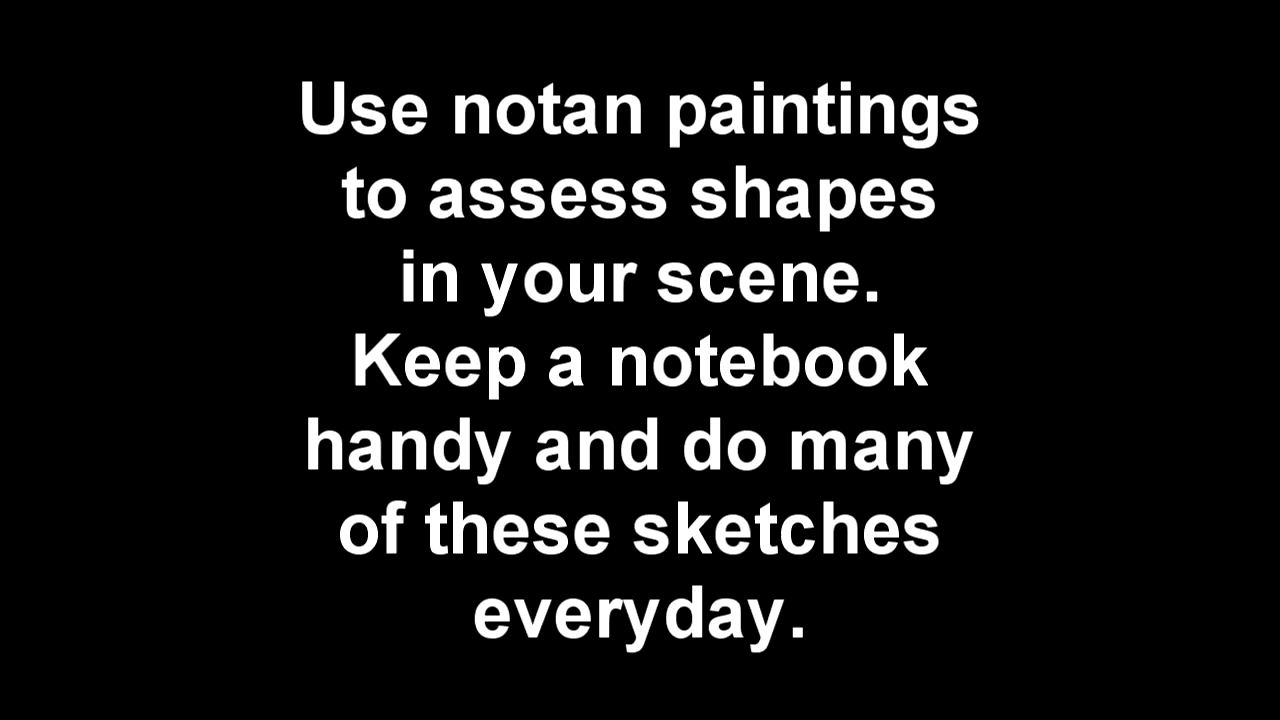 Use notan paintings
to assess shapes
in your scene.
Keep a notebook
handy and do many
of these sketches
everyday.